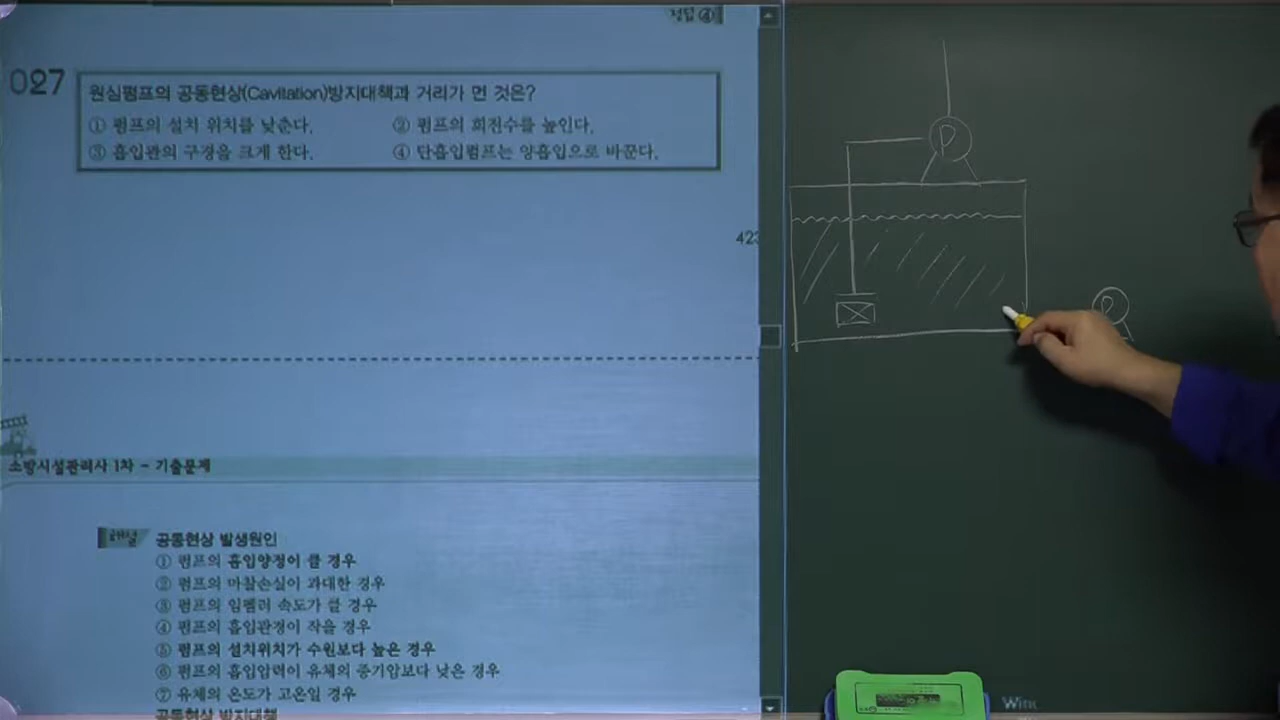 정답 ④
027
원심펌프의 공동현상(Cavitation)방지대책과 거리가 먼 것은?
① 펌프의 설치 위치를 낮춘다.
② 펌프의 회전수를 높인다.
③ 흡입관의 구경을 크게 한다.
④ 단흡입펌프는 양흡입으로 바꾼다.
P
423
P
소방시설관리사 1차 - 기출문제
해설 공동현상 발생원인
① 펌프의 흡입양정이 클 경우
② 펌프의 마찰손실이 과대한 경우
③ 펌프의 임펠러 속도가 클 경우
④ 펌프의 흡입관경이 작을 경우
⑤ 펌프의 설치위치가 수원보다 높은 경우
⑥ 펌프의 흡입압력이 유체의 증기압보다 낮은 경우
⑦ 유체의 온도가 고온일 경우
공동현상 방지대책